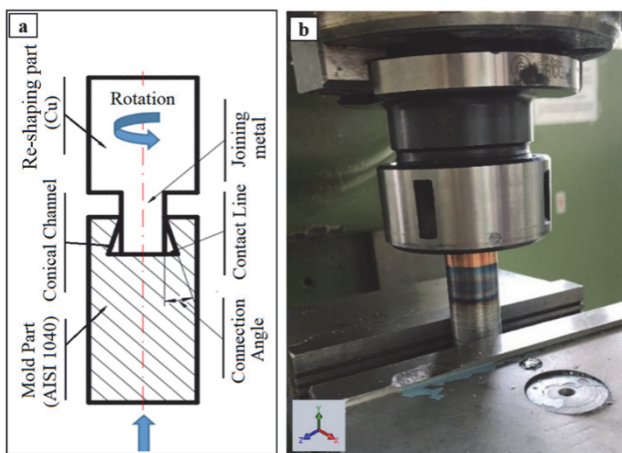 a
Rotation
Re-shaping part
(Cu)
Joining
metal
Conical Channel
Contact Line
Mold Part
(AISI 1040)
Connection
Angle
b
Y
Z
X